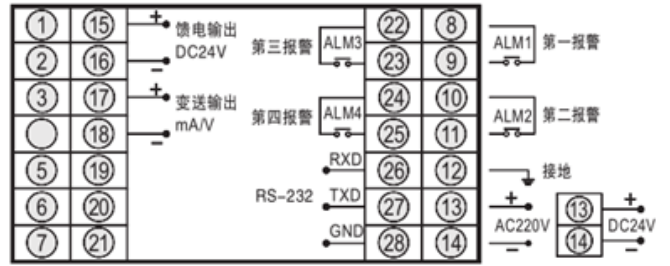 ① ⑮ + 馈电输出 ㉒ ⑧
DC24V 第三报警 ALM3 ALM1 第一报警
② ⑯ − ㉓ ⑨
③ ⑰ + 变送输出 ㉔ ⑩
mA/V 第四报警 ALM4 ALM2 第二报警
⑱ − ㉕ ⑪
⑤ ⑲ RXD ㉖ ⑫ 接地
⑥ ⑳ RS-232 TXD ㉗ ⑬ + ⑬ +
AC220V DC24V
⑦ ㉑ GND ㉘ ⑭ − ⑭ −